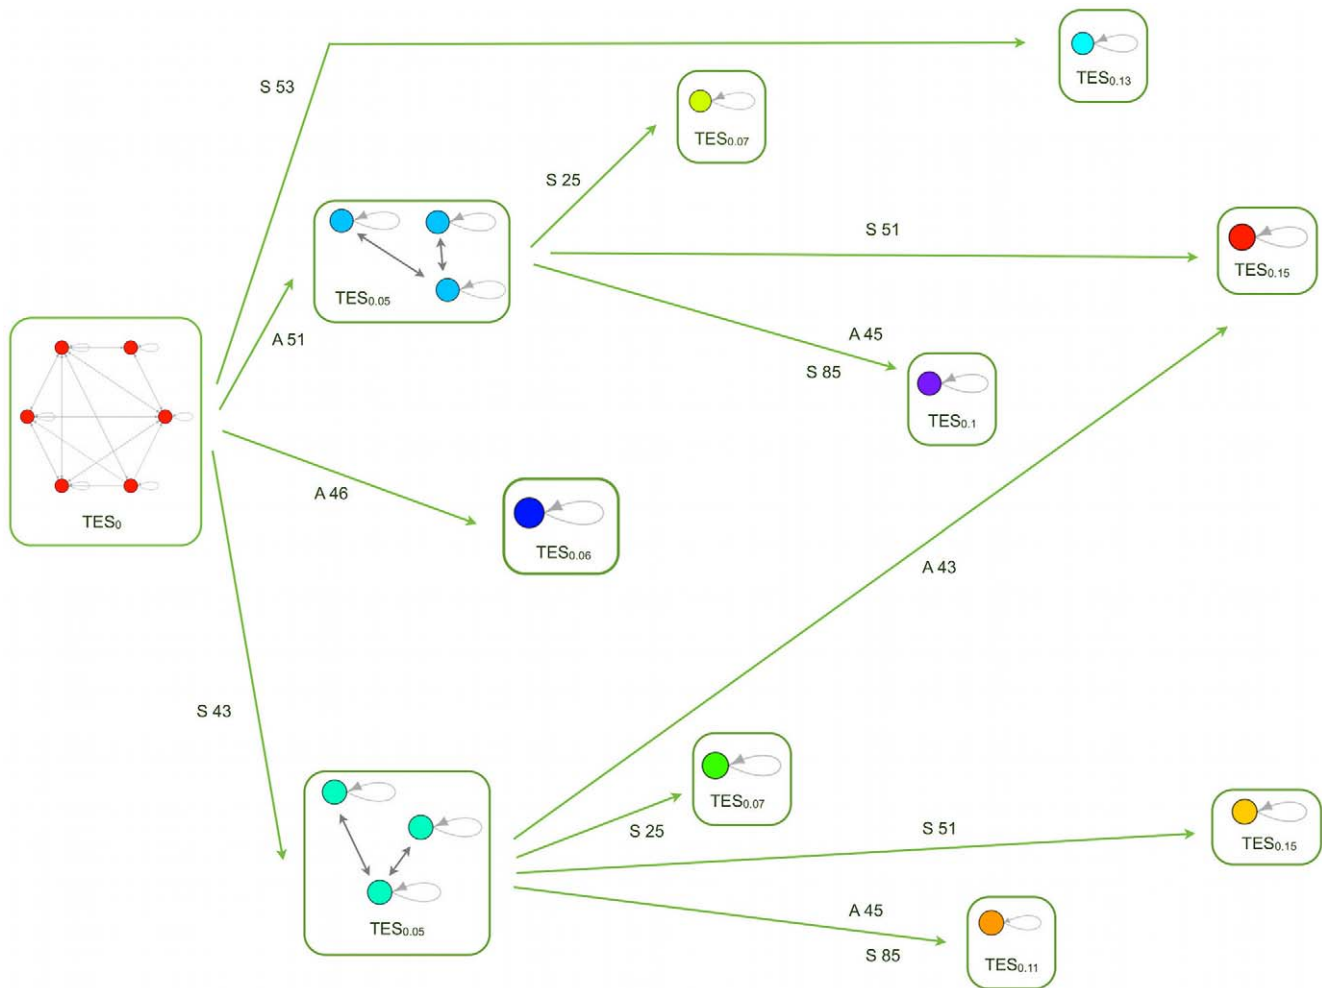 S 53
TES0.13
TES0.07
S 25
TES0.05
S 51
TES0.15
A 51
A 45
S 85
TES0.1
TES0
A 46
TES0.06
A 43
S 43
TES0.05
TES0.07
S 25
S 51
TES0.15
A 45
S 85
TES0.11